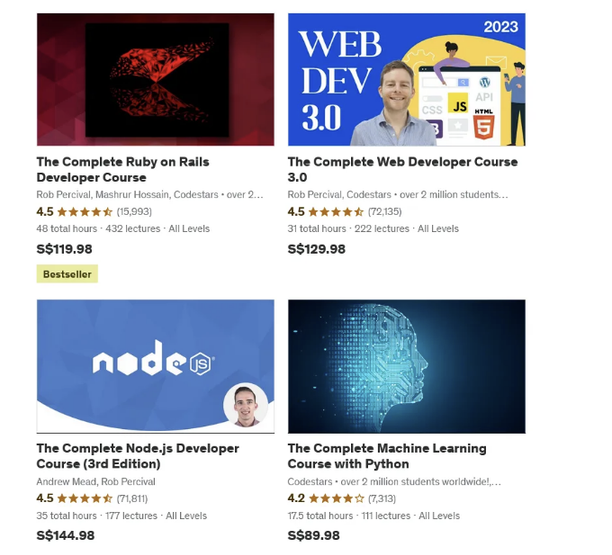 The Complete Ruby on Rails
Developer Course
Rob Percival, Mashrur Hossain, Codestars • over 2...
4.5 (15,993)
48 total hours · 432 lectures · All Levels
S$119.98
Bestseller
2023
WEB
DEV
3.0
CSS
JS
API
HTML
5
B
The Complete Web Developer Course
3.0
Rob Percival, Codestars • over 2 million students...
4.5 (72,135)
31 total hours · 222 lectures · All Levels
S$129.98
node JS
The Complete Node.js Developer
Course (3rd Edition)
Andrew Mead, Rob Percival
4.5 (71,811)
35 total hours · 177 lectures · All Levels
S$144.98
The Complete Machine Learning
Course with Python
Codestars • over 2 million students worldwide!,...
4.2 (7,313)
17.5 total hours · 111 lectures · All Levels
S$89.98